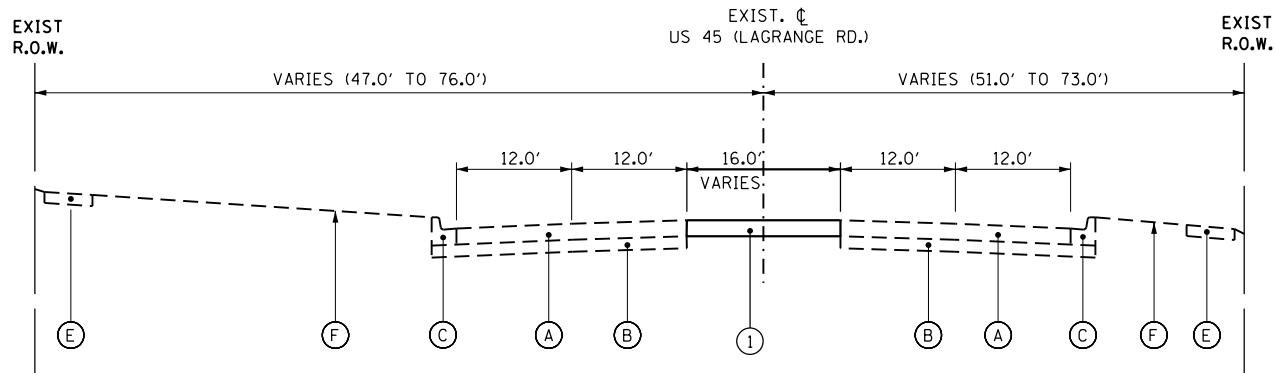 EXIST
R.O.W.
EXIST. ℄
US 45 (LAGRANGE RD.)
EXIST
R.O.W.
VARIES (47.0' TO 76.0')
VARIES (51.0' TO 73.0')
12.0'
12.0'
16.0'
VARIES
12.0'
12.0'
E
F
C
A
B
1
B
A
C
F
E